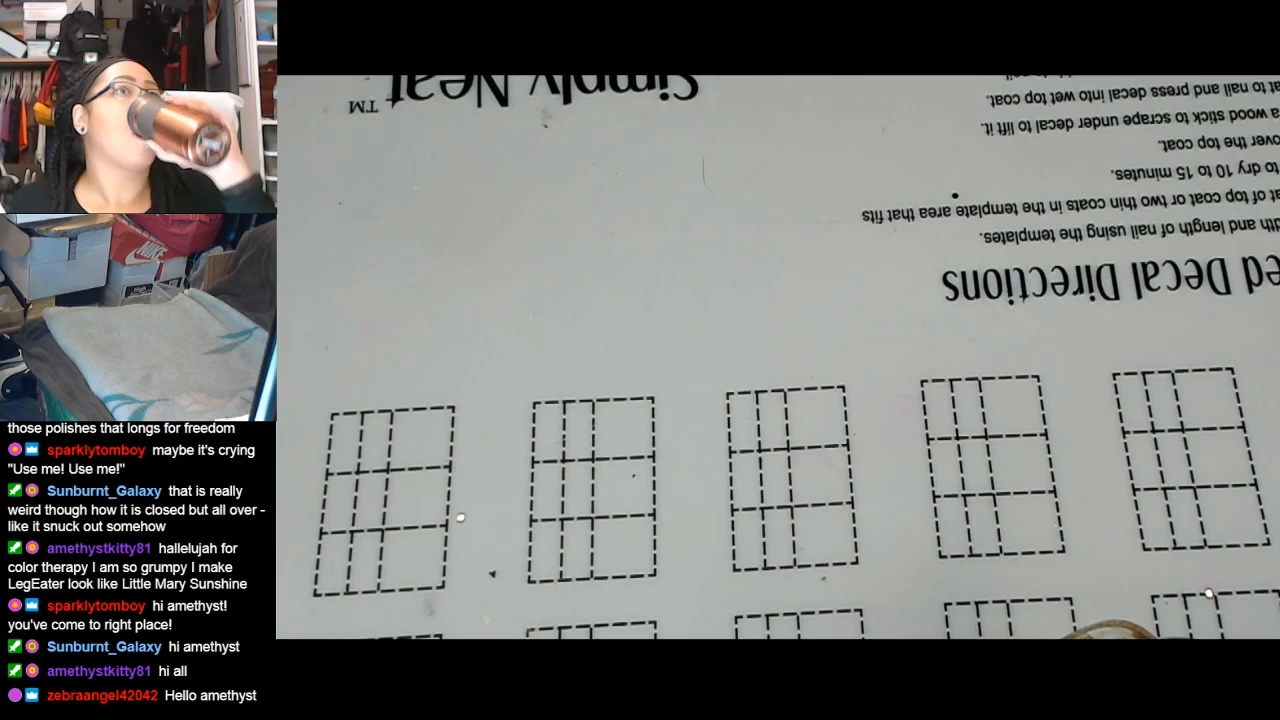 those polishes that longs for freedom
sparklytomboy maybe it's crying
"Use me! Use me!"
Sunburnt_Galaxy that is really
weird though how it is closed but all over -
like it snuck out somehow
amethystkitty81 hallelujah for
color therapy I am so grumpy I make
LegEater look like Little Mary Sunshine
sparklytomboy hi amethyst!
you've come to right place!
Sunburnt_Galaxy hi amethyst
amethystkitty81 hi all
zebraangel42042 Hello amethyst
NIKE
ed Decal Directions
dth and length of nail using the templates.
at of top coat or two thin coats in the template area that fits
to dry 10 to 15 minutes.
over the top coat.
a wood stick to scrape under decal to lift it.
at to nail and press decal into wet top coat.
Simply Neat™